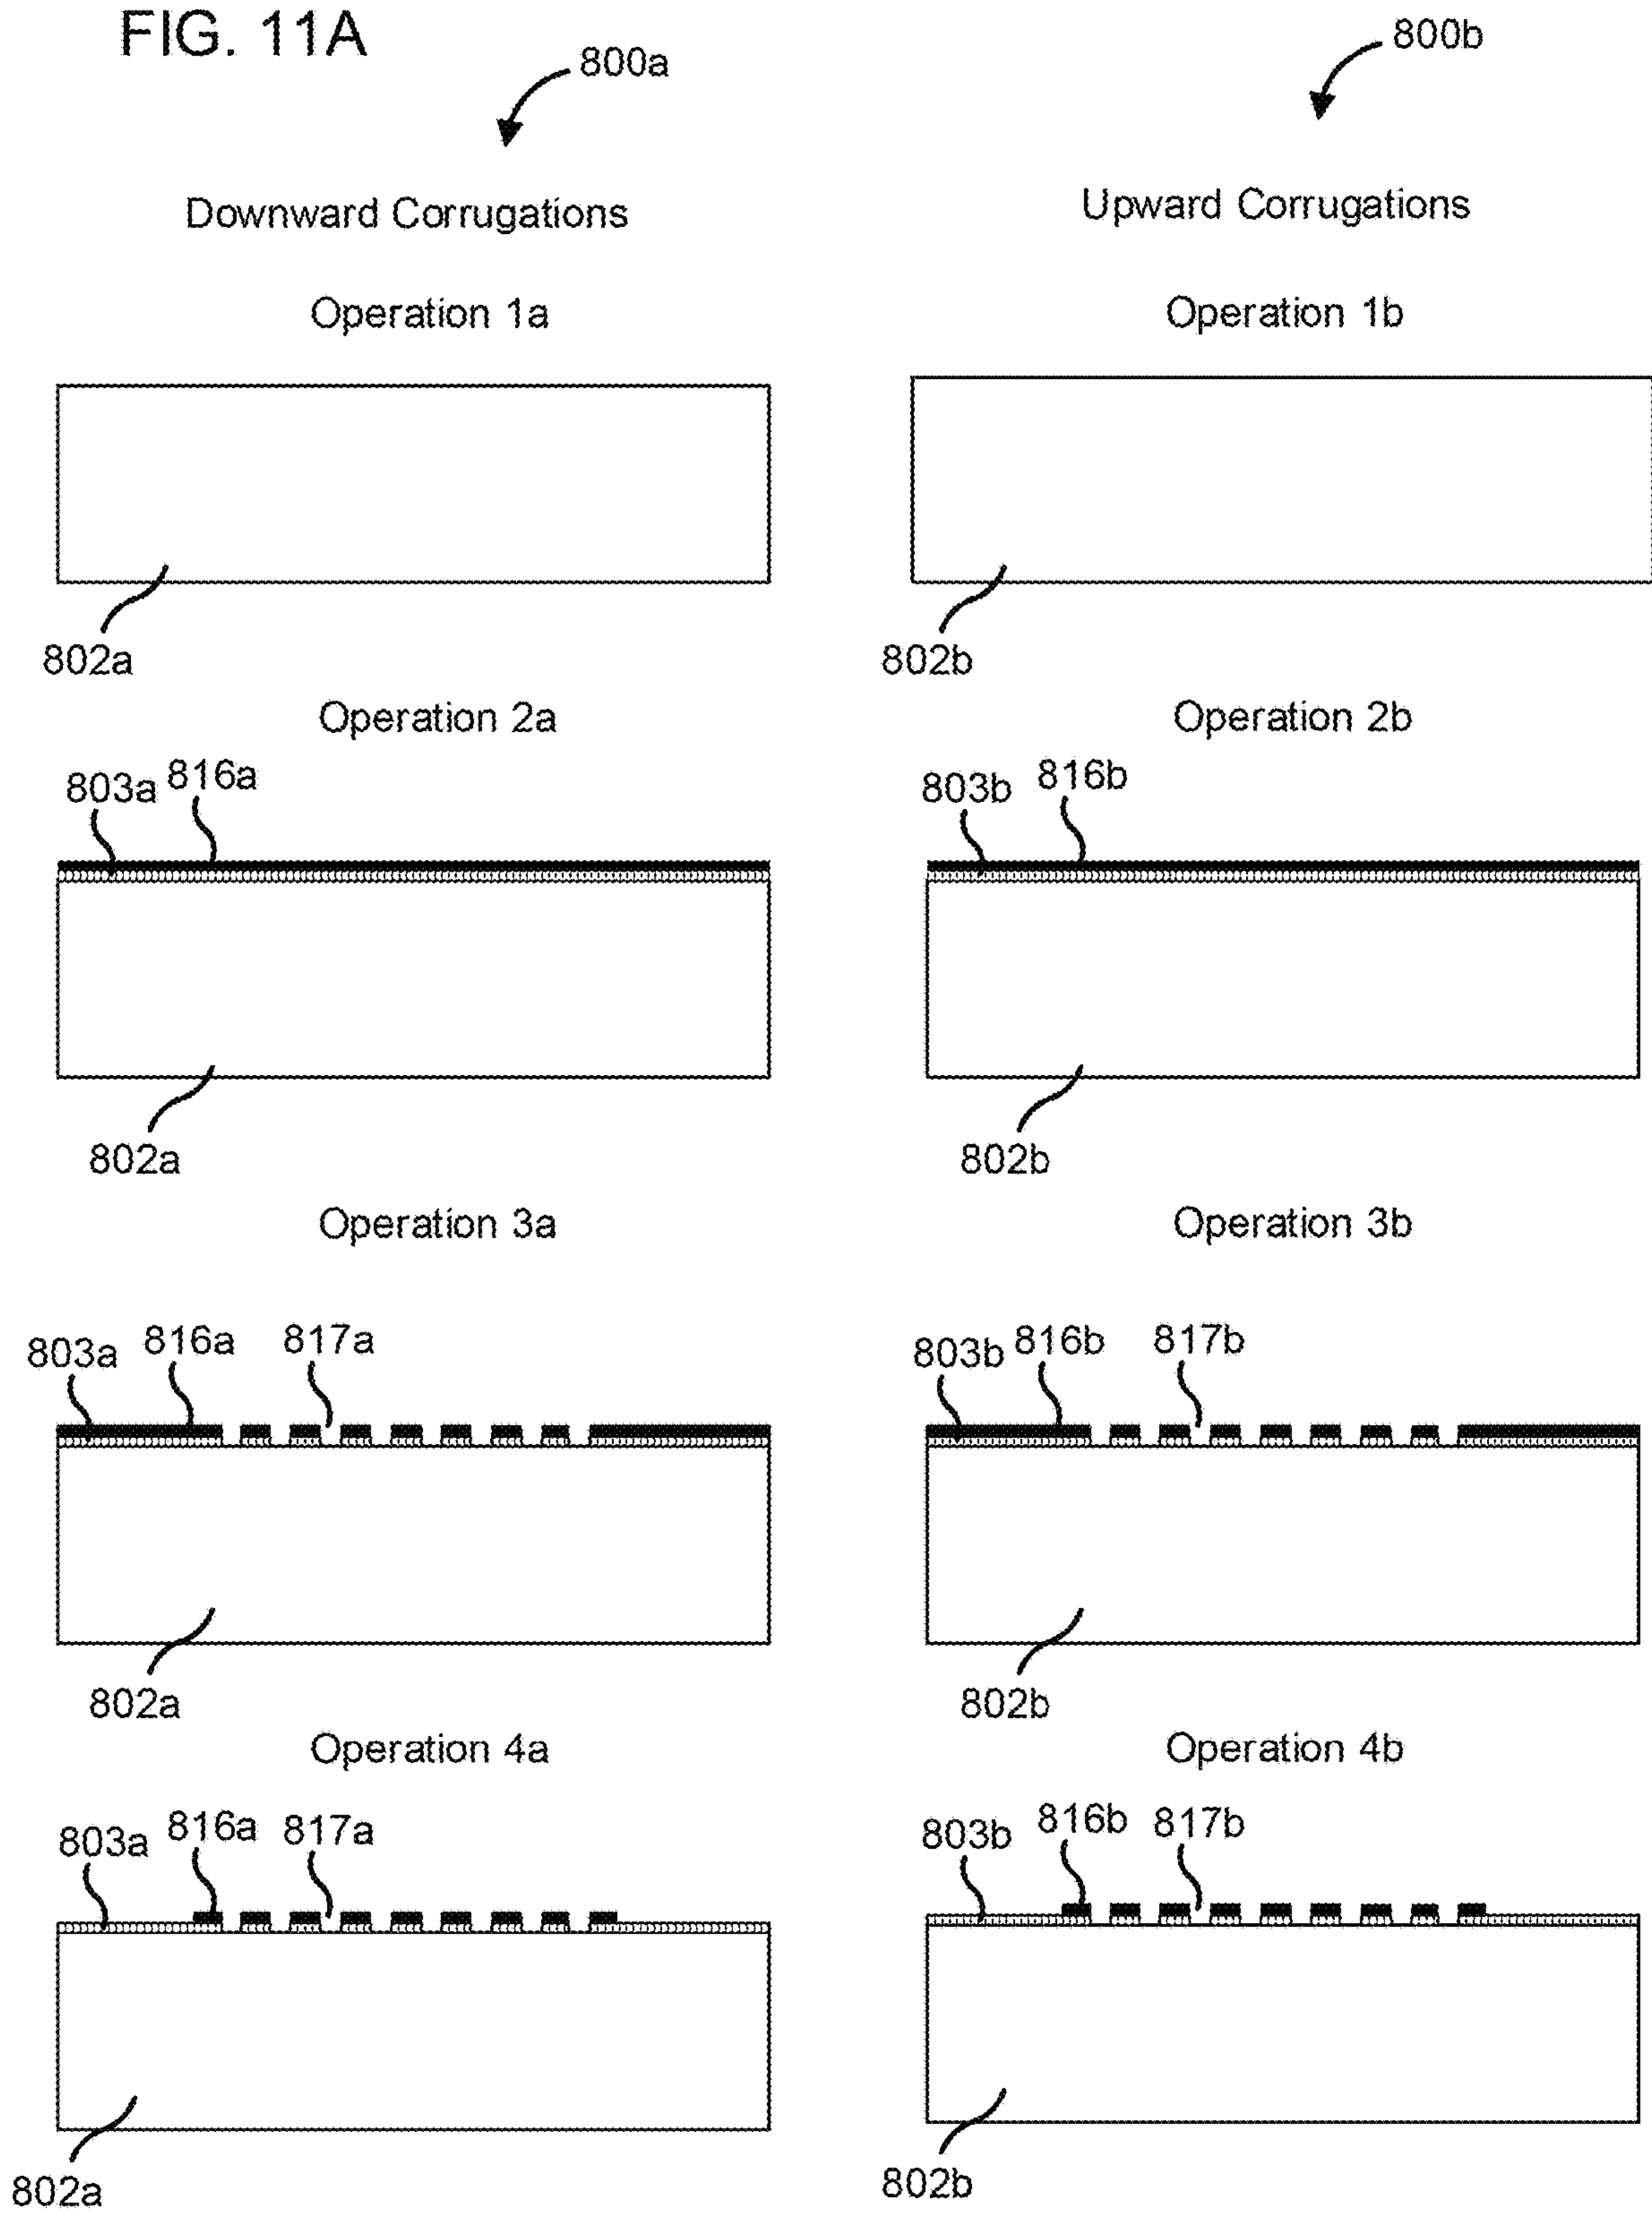 FIG. 11A
800a
800b
Downward Corrugations
Upward Corrugations
Operation 1a
Operation 1b
802a
802b
Operation 2a
Operation 2b
803a
816a
803b
816b
802a
802b
Operation 3a
Operation 3b
803a
816a
817a
803b
816b
817b
802a
802b
Operation 4a
Operation 4b
803a
816a
817a
803b
816b
817b
802a
802b